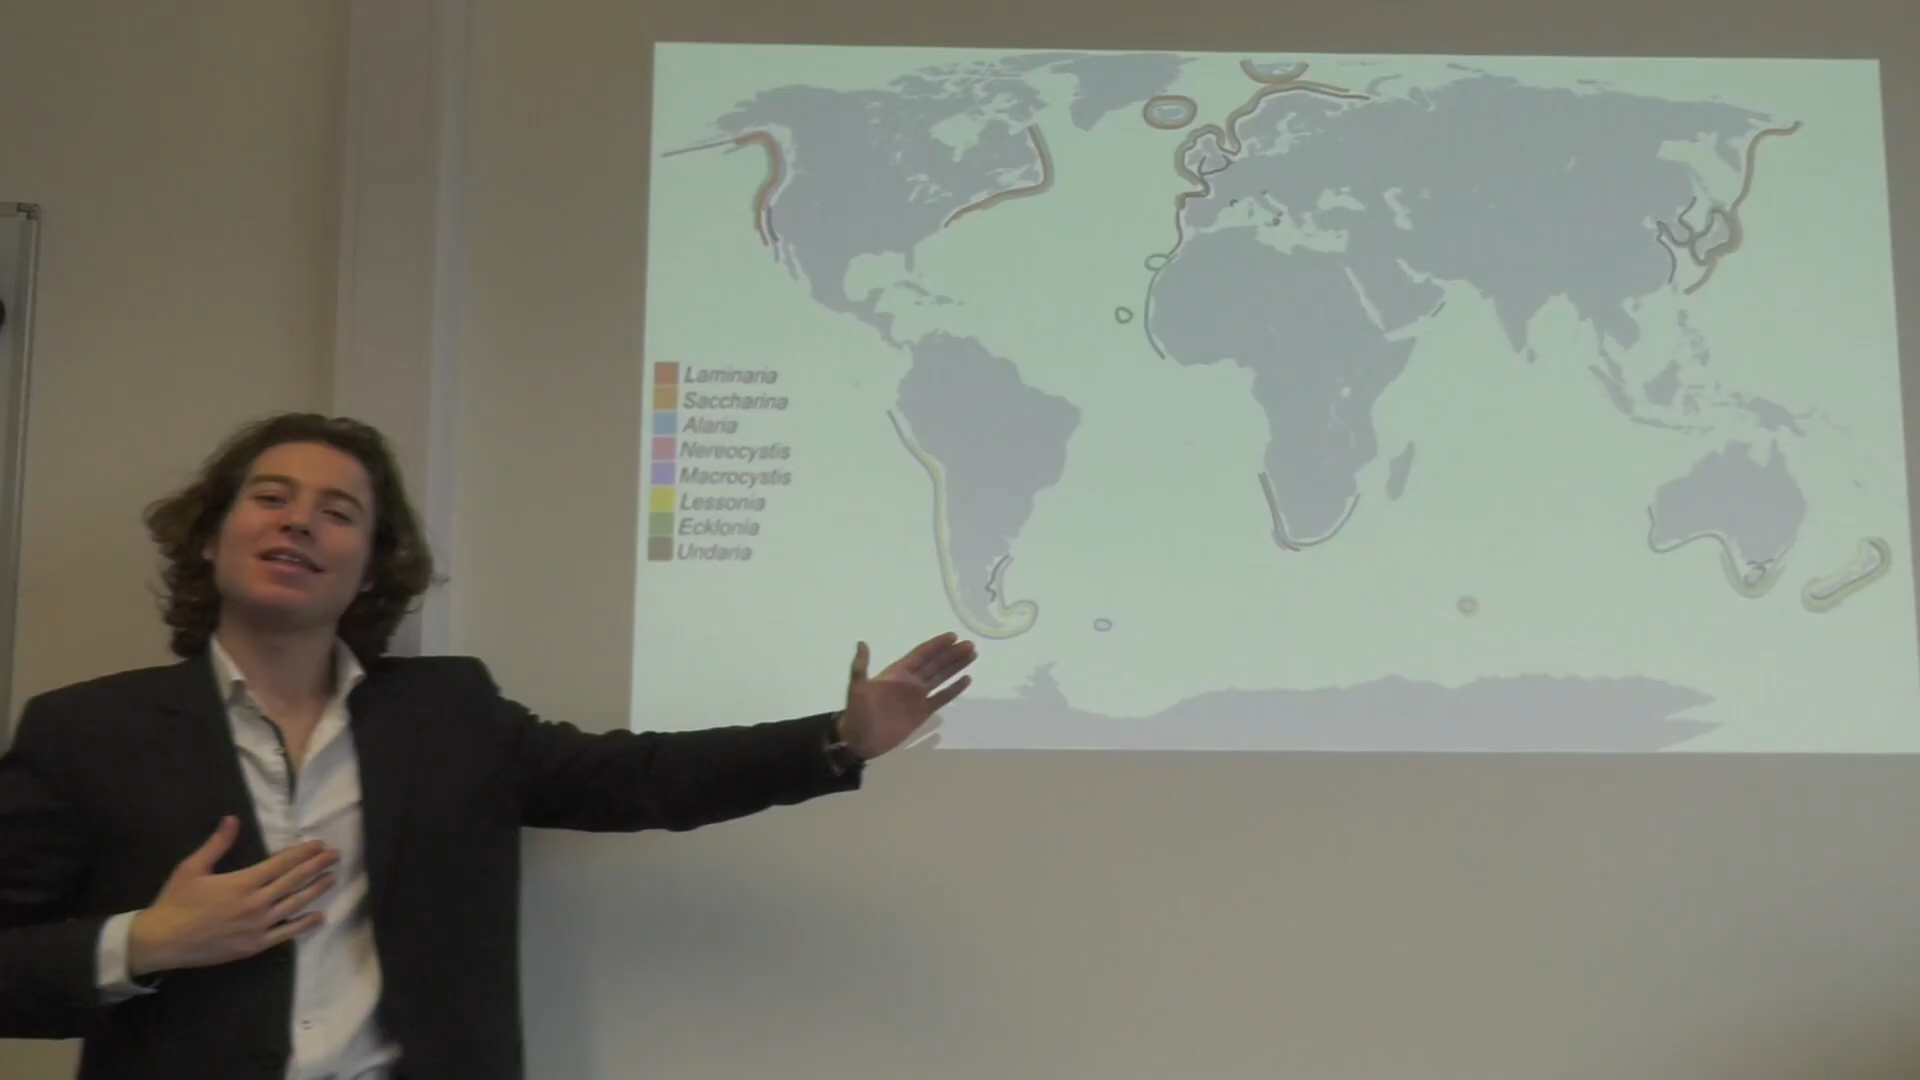 Laminaria
Saccharina
Alaria
Nereocystis
Macrocystis
Lessonia
Ecklonia
Undaria